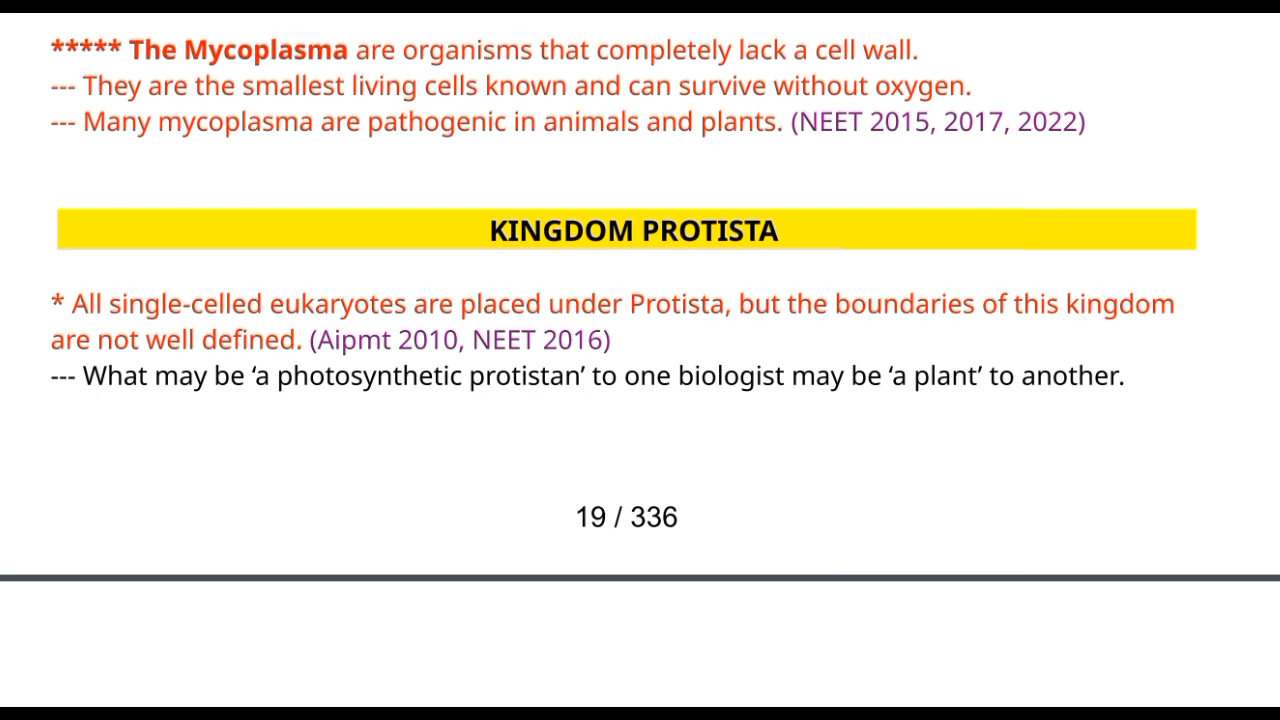 ***** The Mycoplasma are organisms that completely lack a cell wall.
--- They are the smallest living cells known and can survive without oxygen.
--- Many mycoplasma are pathogenic in animals and plants. (NEET 2015, 2017, 2022)
KINGDOM PROTISTA
* All single-celled eukaryotes are placed under Protista, but the boundaries of this kingdom
are not well defined. (Aipmt 2010, NEET 2016)
--- What may be ‘a photosynthetic protistan’ to one biologist may be ‘a plant’ to another.
19 / 336